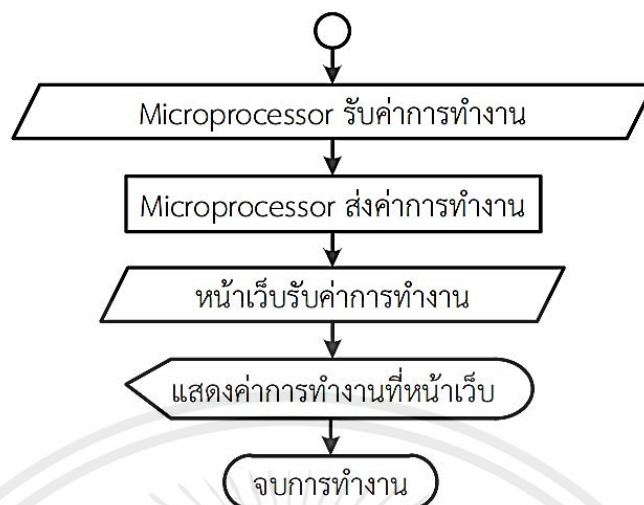 Microprocessor รับค่าการทำงาน
Microprocessor ส่งค่าการทำงาน
หน้าเว็บรับค่าการทำงาน
แสดงค่าการทำงานที่หน้าเว็บ
จบการทำงาน